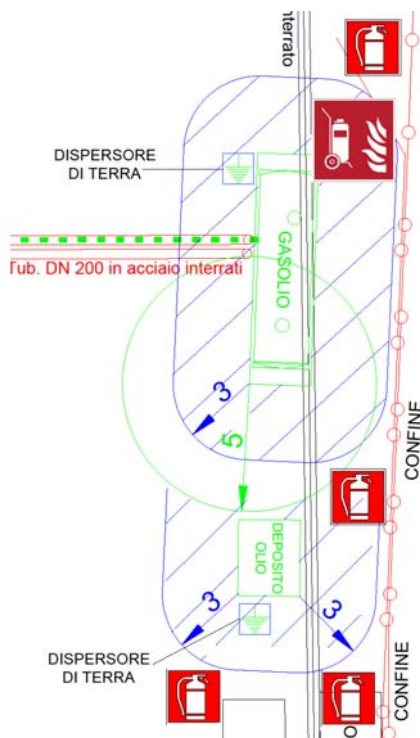 nterrato
DISPERSORE
DI TERRA
GASOLIO
Tub. DN 200 in acciaio interrati
3
5
CONFINE
DEPOSITO
OLIO
3
3
DISPERSORE
DI TERRA
CONFINE
O